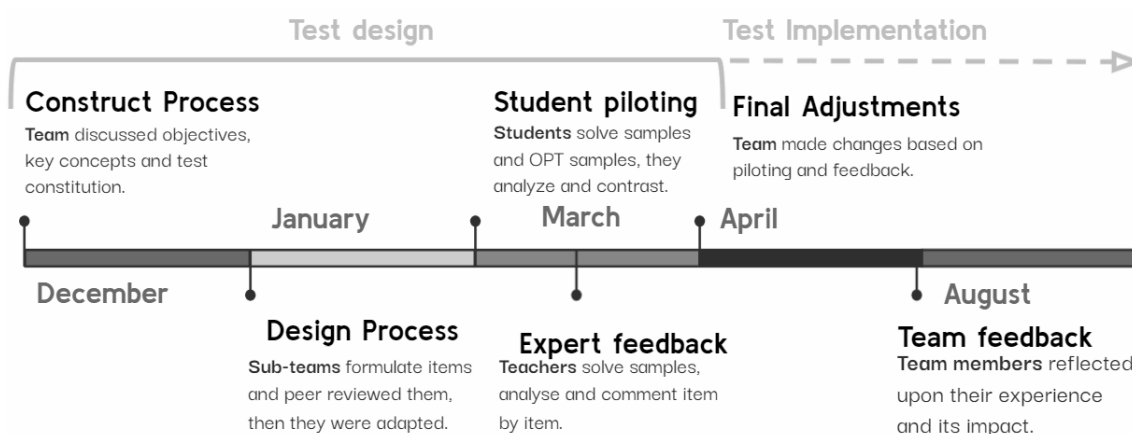 Test design
Test Implementation
Construct Process
Team discussed objectives,
key concepts and test
constitution.
Student piloting
Students solve samples
and OPT samples, they
analyze and contrast.
Final Adjustments
Team made changes based on
piloting and feedback.
January
March
April
December
August
Design Process
Sub-teams formulate items
and peer reviewed them,
then they were adapted.
Expert feedback
Teachers solve samples,
analyse and comment item
by item.
Team feedback
Team members reflected
upon their experience
and its impact.